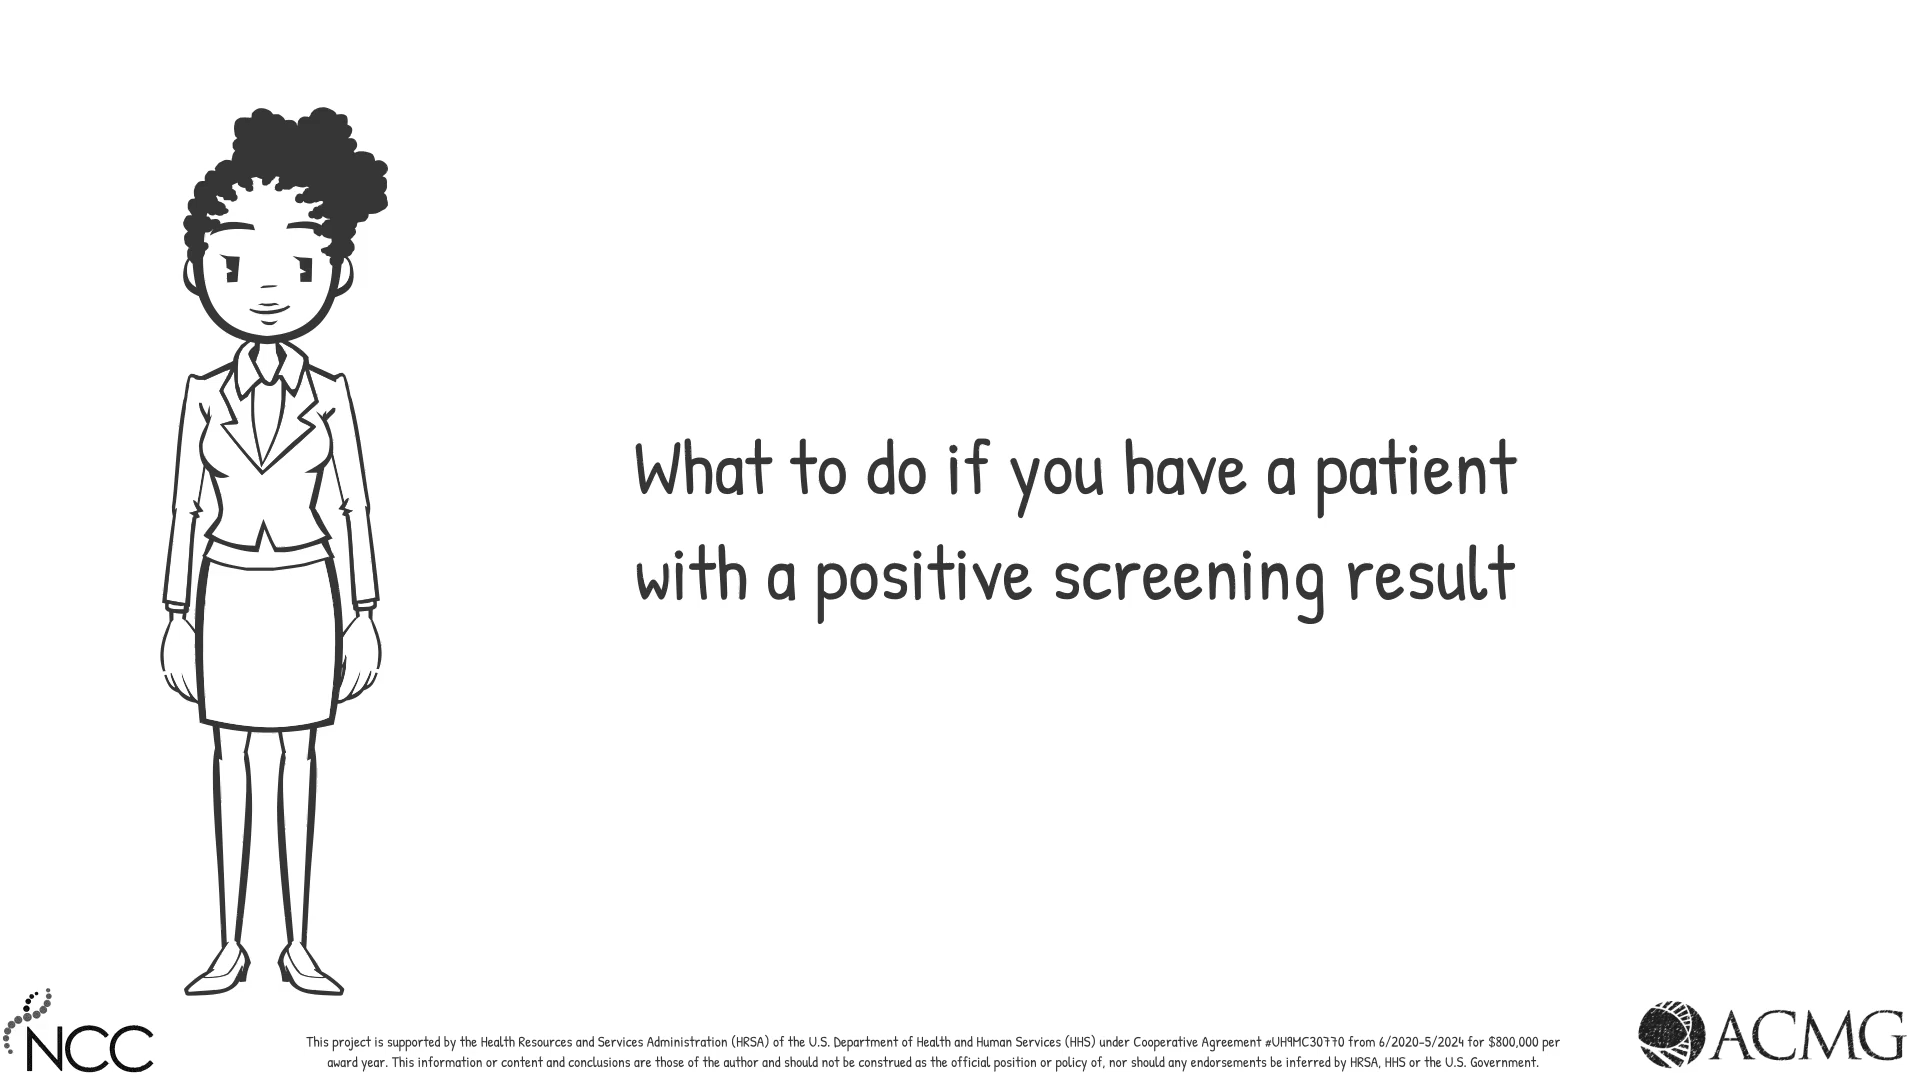 What to do if you have a patient
with a positive screening result
NCC
This project is supported by the Health Resources and Services Administration (HRSA) of the U.S. Department of Health and Human Services (HHS) under Cooperative Agreement #UH9MC30770 from 6/2020-5/2024 for $800,000 per
award year. This information or content and conclusions are those of the author and should not be construed as the official position or policy of, nor should any endorsements be inferred by HRSA, HHS or the U.S. Government.
ACMG